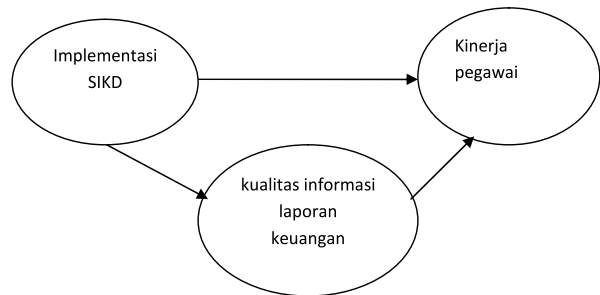 Implementasi
SIKD
Kinerja
pegawai
kualitas informasi
laporan
keuangan